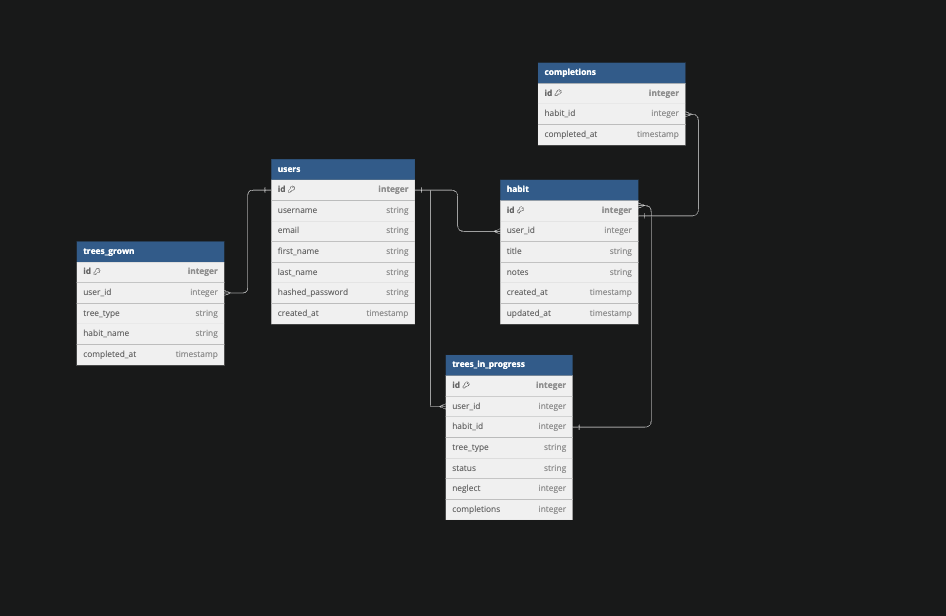 completions
id integer
habit_id integer
completed_at timestamp
users
id integer
username string
email string
first_name string
last_name string
hashed_password string
created_at timestamp
habit
id integer
user_id integer
title string
notes string
created_at timestamp
updated_at timestamp
trees_grown
id integer
user_id integer
tree_type string
habit_name string
completed_at timestamp
trees_in_progress
id integer
user_id integer
habit_id integer
tree_type string
status string
neglect integer
completions integer